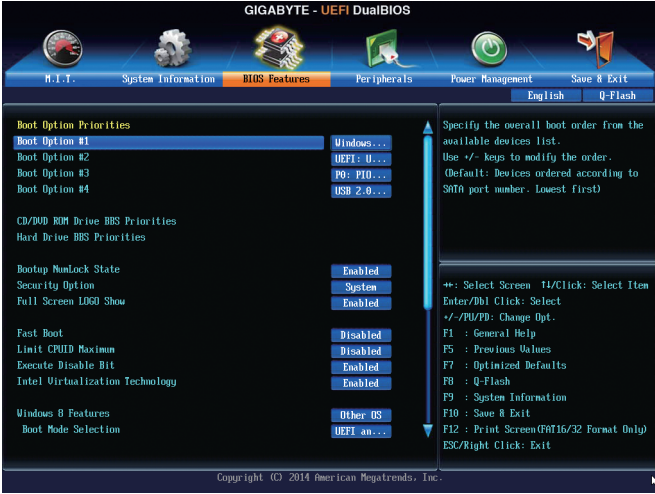 GIGABYTE - UEFI DualBIOS
M.I.T. System Information BIOS Features Peripherals Power Management Save & Exit
English Q-Flash
Boot Option Priorities
Boot Option #1 Windows...
Boot Option #2 UEFI: U...
Boot Option #3 P0: PIO...
Boot Option #4 USB 2.0...
CD/DVD ROM Drive BBS Priorities
Hard Drive BBS Priorities
Bootup NumLock State Enabled
Security Option System
Full Screen LOGO Show Enabled
Fast Boot Disabled
Limit CPUID Maximum Disabled
Execute Disable Bit Enabled
Intel Virtualization Technology Enabled
Windows 8 Features Other OS
Boot Mode Selection UEFI an...
Specify the overall boot order from the
available devices list.
Use +/- keys to modify the order.
(Default: Devices ordered according to
SATA port number. Lowest first)
→←: Select Screen ↑↓/Click: Select Item
Enter/Dbl Click: Select
+/-/PU/PD: Change Opt.
F1 : General Help
F5 : Previous Values
F7 : Optimized Defaults
F8 : Q-Flash
F9 : System Information
F10 : Save & Exit
F12 : Print Screen(FAT16/32 Format Only)
ESC/Right Click: Exit
Copyright (C) 2014 American Megatrends, Inc.